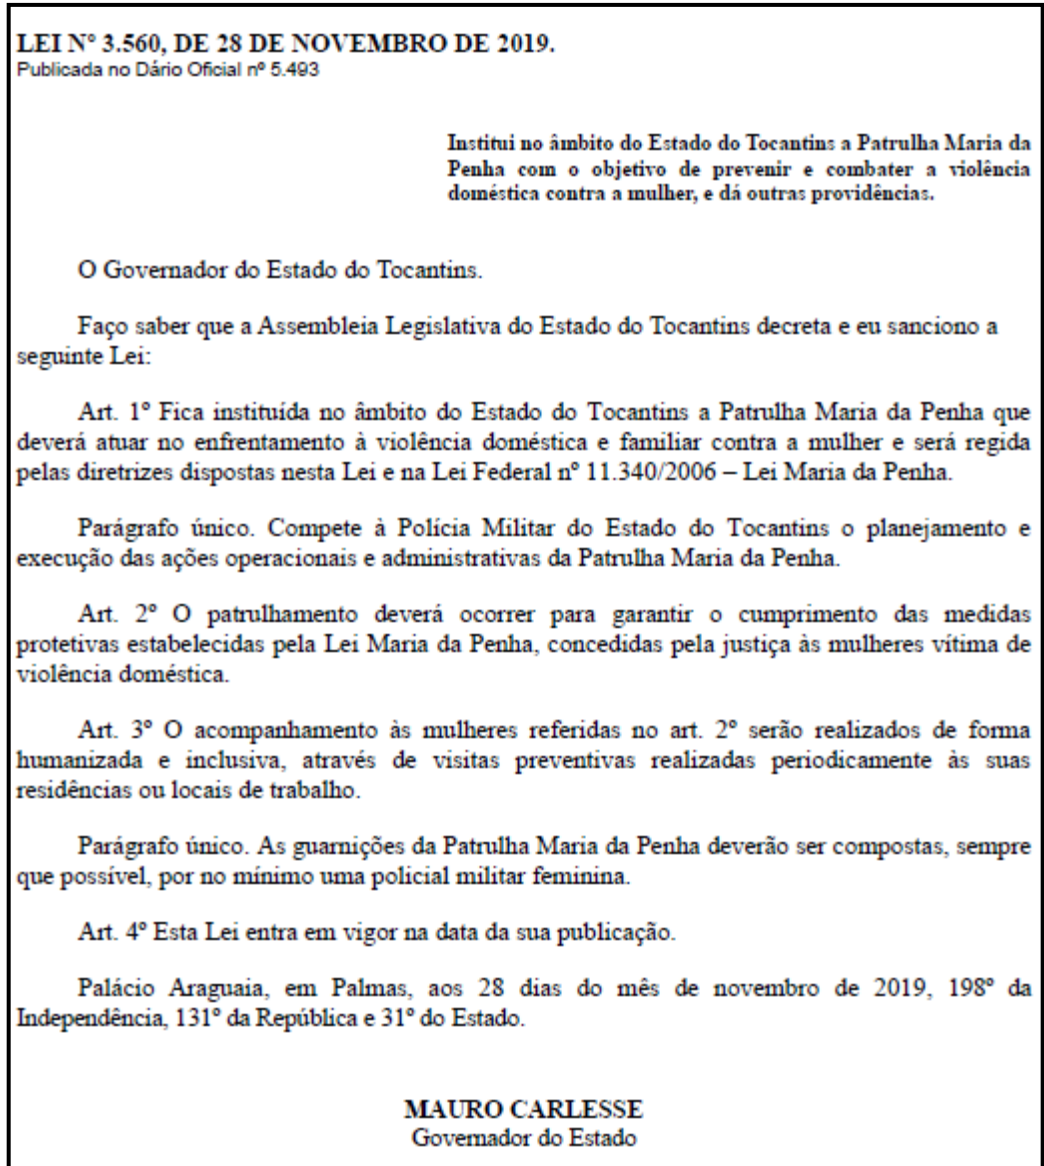 LEI N° 3.560, DE 28 DE NOVEMBRO DE 2019.
Publicada no Dário Oficial nº 5.493
Institui no âmbito do Estado do Tocantins a Patrulha Maria da
Penha com o objetivo de prevenir e combater a violência
doméstica contra a mulher, e dá outras providências.
O Governador do Estado do Tocantins.
Faço saber que a Assembleia Legislativa do Estado do Tocantins decreta e eu sanciono a
seguinte Lei:
Art. 1º Fica instituída no âmbito do Estado do Tocantins a Patrulha Maria da Penha que
deverá atuar no enfrentamento à violência doméstica e familiar contra a mulher e será regida
pelas diretrizes dispostas nesta Lei e na Lei Federal nº 11.340/2006 – Lei Maria da Penha.
Parágrafo único. Compete à Polícia Militar do Estado do Tocantins o planejamento e
execução das ações operacionais e administrativas da Patrulha Maria da Penha.
Art. 2º O patrulhamento deverá ocorrer para garantir o cumprimento das medidas
protetivas estabelecidas pela Lei Maria da Penha, concedidas pela justiça às mulheres vítima de
violência doméstica.
Art. 3º O acompanhamento às mulheres referidas no art. 2º serão realizados de forma
humanizada e inclusiva, através de visitas preventivas realizadas periodicamente às suas
residências ou locais de trabalho.
Parágrafo único. As guarnições da Patrulha Maria da Penha deverão ser compostas, sempre
que possível, por no mínimo uma policial militar feminina.
Art. 4º Esta Lei entra em vigor na data da sua publicação.
Palácio Araguaia, em Palmas, aos 28 dias do mês de novembro de 2019, 198º da
Independência, 131º da República e 31º do Estado.
MAURO CARLESSE
Governador do Estado